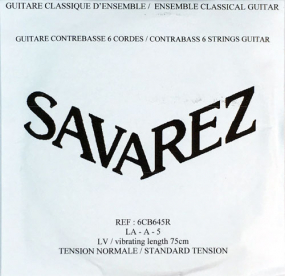 GUITARE CLASSIQUE D'ENSEMBLE / ENSEMBLE CLASSICAL GUITAR
GUITARE CONTREBASSE 6 CORDES / CONTRABASS 6 STRINGS GUITAR
SAVAREZ
REF : 6CB645R
LA - A - 5
LV / vibrating length 75cm
TENSION NORMALE / STANDARD TENSION